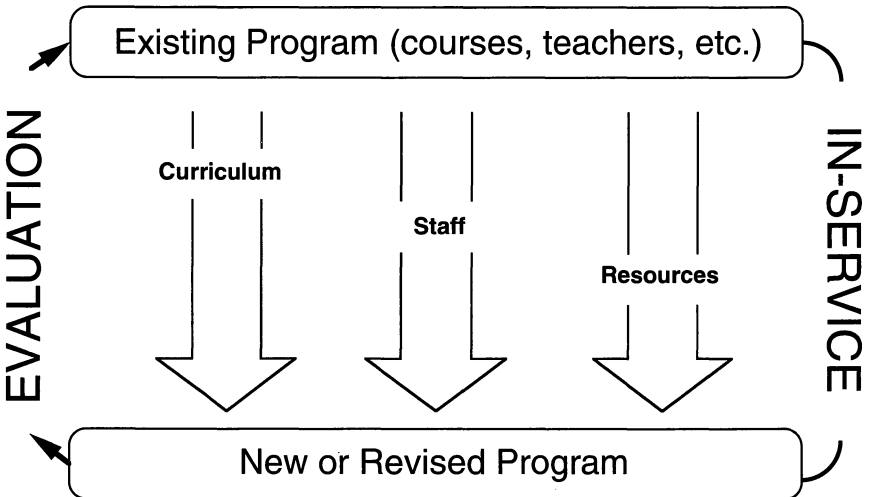 Existing Program (courses, teachers, etc.)
EVALUATION
IN-SERVICE
Curriculum
Staff
Resources
New or Revised Program